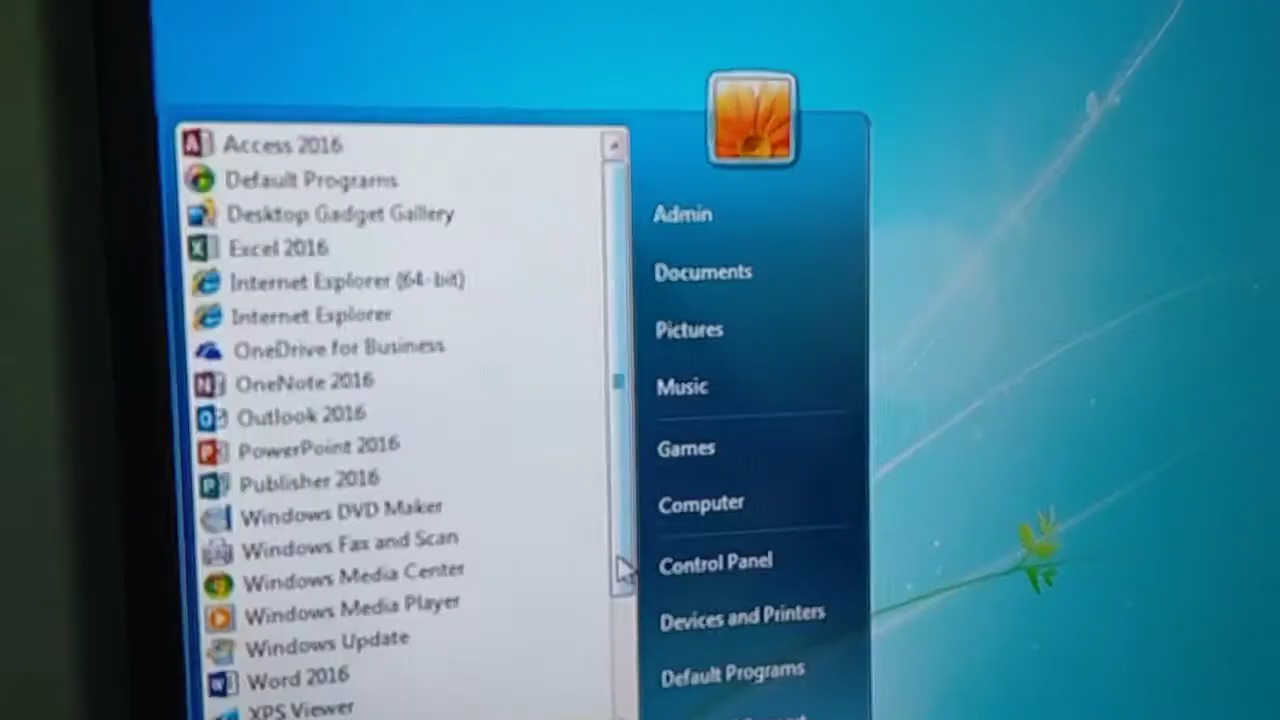 Access 2016
Default Programs
Desktop Gadget Gallery
Excel 2016
Internet Explorer (64-bit)
Internet Explorer
OneDrive for Business
OneNote 2016
Outlook 2016
PowerPoint 2016
Publisher 2016
Windows DVD Maker
Windows Fax and Scan
Windows Media Center
Windows Media Player
Windows Update
Word 2016
XPS Viewer
Admin
Documents
Pictures
Music
Games
Computer
Control Panel
Devices and Printers
Default Programs